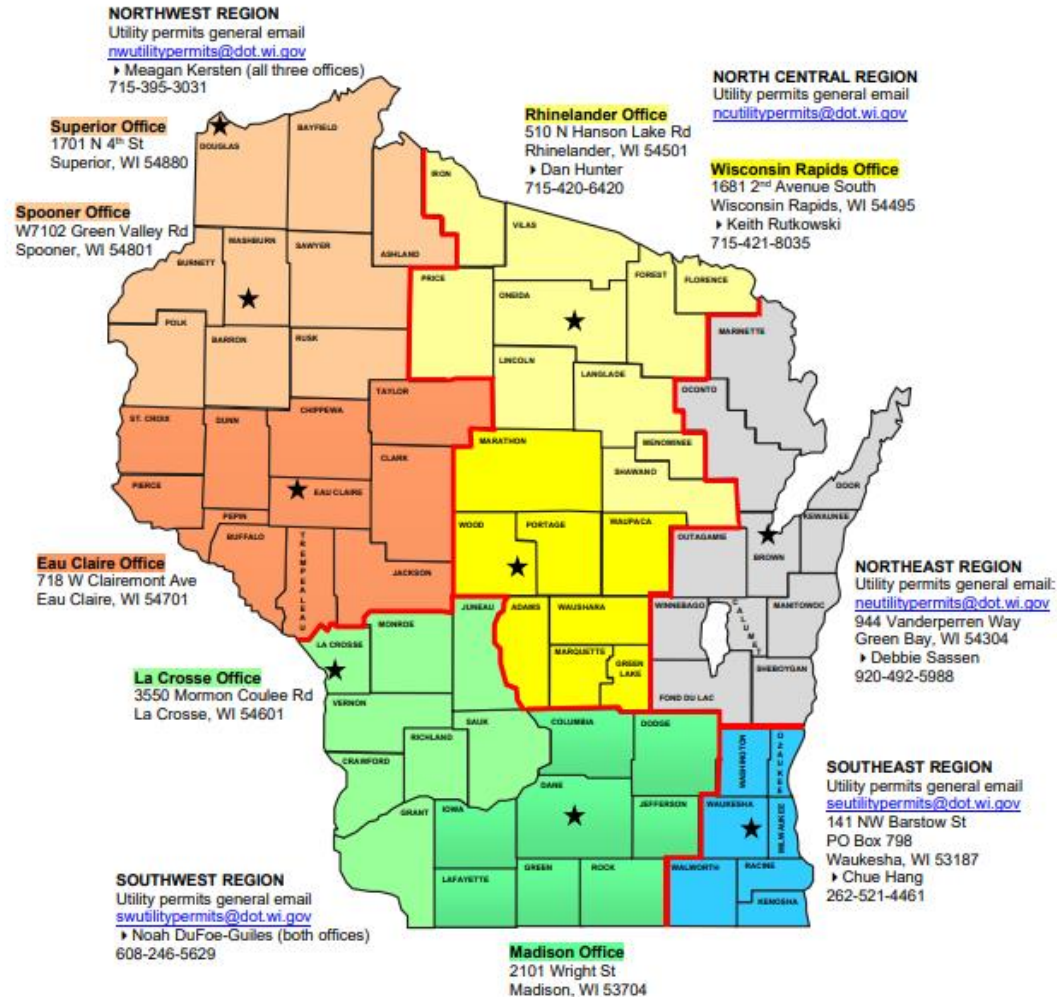 NORTHWEST REGION
Utility permits general email
nwutilitypermits@dot.wi.gov
Meagan Kersten (all three offices)
715-395-3031
NORTH CENTRAL REGION
Utility permits general email
ncutilitypermits@dot.wi.gov
Superior Office
1701 N 4th St
Superior, WI 54880
Rhinelander Office
510 N Hanson Lake Rd
Rhinelander, WI 54501
Dan Hunter
715-420-6420
Wisconsin Rapids Office
1681 2nd Avenue South
Wisconsin Rapids, WI 54495
Keith Rutkowski
715-421-8035
Spooner Office
W7102 Green Valley Rd
Spooner, WI 54801
DOUGLAS
BAYFIELD
IRON
VILAS
WASHBURN
SAWYER
ASHLAND
BURNETT
PRICE
ONEIDA
FOREST
FLORENCE
MARINETTE
POLK
BARRON
RUSK
LINCOLN
LANGLADE
OCONTO
TAYLOR
ST. CROIX
DUNN
CHIPPEWA
MARATHON
MENOMINEE
CLARK
SHAWANO
PIERCE
EAU CLAIRE
DOOR
PEPIN
BUFFALO
TREMPEALEAU
JACKSON
WOOD
PORTAGE
WAUPACA
OUTAGAMIE
BROWN
KEWAUNEE
Eau Claire Office
718 W Clairemont Ave
Eau Claire, WI 54701
NORTHEAST REGION
Utility permits general email:
neutilitypermits@dot.wi.gov
944 Vanderperren Way
Green Bay, WI 54304
Debbie Sassen
920-492-5988
JUNEAU
ADAMS
WAUSHARA
WINNEBAGO
CALUMET
MANITOWOC
MONROE
LA CROSSE
MARQUETTE
GREEN
LAKE
SHEBOYGAN
FOND DU LAC
La Crosse Office
3550 Mormon Coulee Rd
La Crosse, WI 54601
VERNON
SAUK
COLUMBIA
DODGE
RICHLAND
CRAWFORD
WASHINGTON
OZAUKEE
DANE
GRANT
IOWA
JEFFERSON
WAUKESHA
MILWAUKEE
LAFAYETTE
GREEN
ROCK
WALWORTH
RACINE
KENOSHA
SOUTHEAST REGION
Utility permits general email
seutilitypermits@dot.wi.gov
141 NW Barstow St
PO Box 798
Waukesha, WI 53187
Chue Hang
262-521-4461
SOUTHWEST REGION
Utility permits general email
swutilitypermits@dot.wi.gov
Noah DuFoe-Guiles (both offices)
608-246-5629
Madison Office
2101 Wright St
Madison, WI 53704